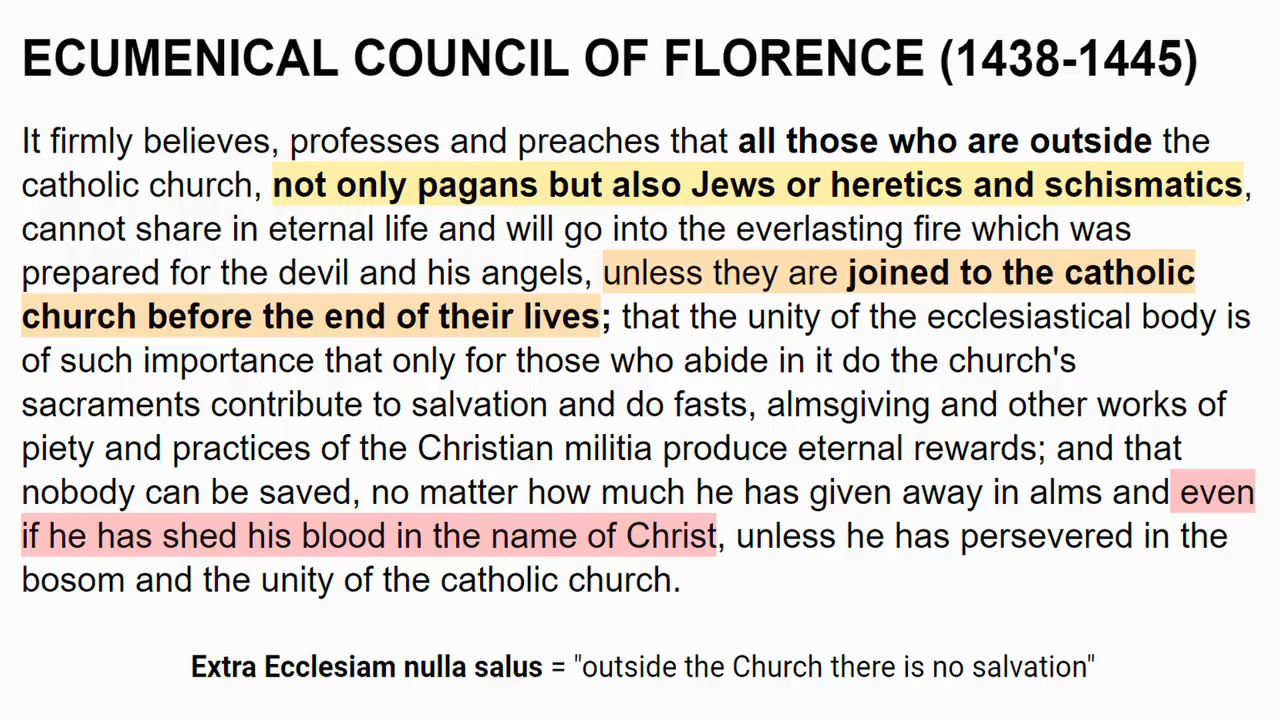 ECUMENICAL COUNCIL OF FLORENCE (1438-1445)
It firmly believes, professes and preaches that all those who are outside the
catholic church, not only pagans but also Jews or heretics and schismatics,
cannot share in eternal life and will go into the everlasting fire which was
prepared for the devil and his angels, unless they are joined to the catholic
church before the end of their lives; that the unity of the ecclesiastical body is
of such importance that only for those who abide in it do the church's
sacraments contribute to salvation and do fasts, almsgiving and other works of
piety and practices of the Christian militia produce eternal rewards; and that
nobody can be saved, no matter how much he has given away in alms and even
if he has shed his blood in the name of Christ, unless he has persevered in the
bosom and the unity of the catholic church.
Extra Ecclesiam nulla salus = "outside the Church there is no salvation"